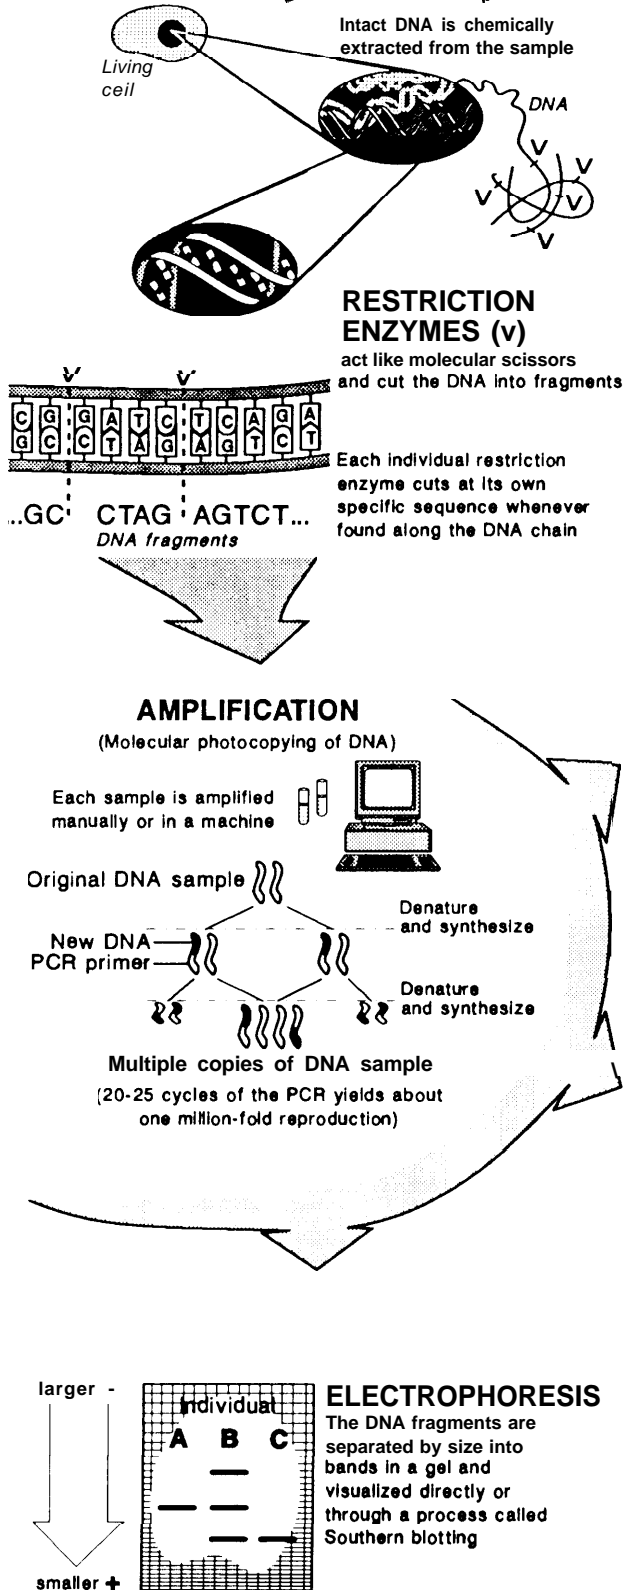 Intact DNA is chemically
extracted from the sample
Living
ceil
DNA
V
V
V
V
V
RESTRICTION
ENZYMES (v)
act like molecular scissors
and cut the DNA into fragments
V V
C G G A T C T C A G A
G C C T A G A G T C T
Each individual restriction
enzyme cuts at its own
specific sequence whenever
found along the DNA chain
...GC CTAG AGTCT...
DNA fragments
AMPLIFICATION
(Molecular photocopying of DNA)
Each sample is amplified
manually or in a machine
Original DNA sample
Denature
and synthesize
New DNA
PCR primer
Denature
and synthesize
Multiple copies of DNA sample
(20-25 cycles of the PCR yields about
one million-fold reproduction)
larger -
smaller +
Individual
A B C
ELECTROPHORESIS
The DNA fragments are
separated by size into
bands in a gel and
visualized directly or
through a process called
Southern blotting